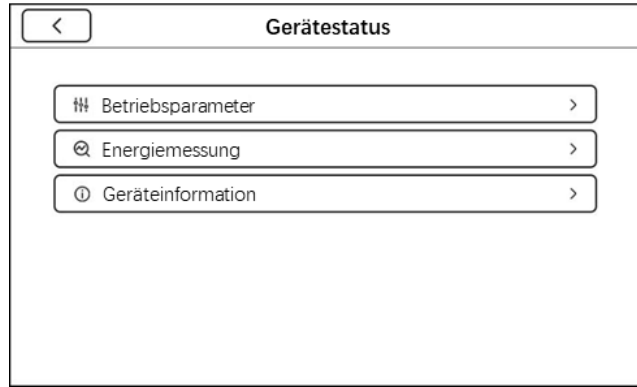 Gerätestatus
Betriebsparameter
Energiemessung
Geräteinformation